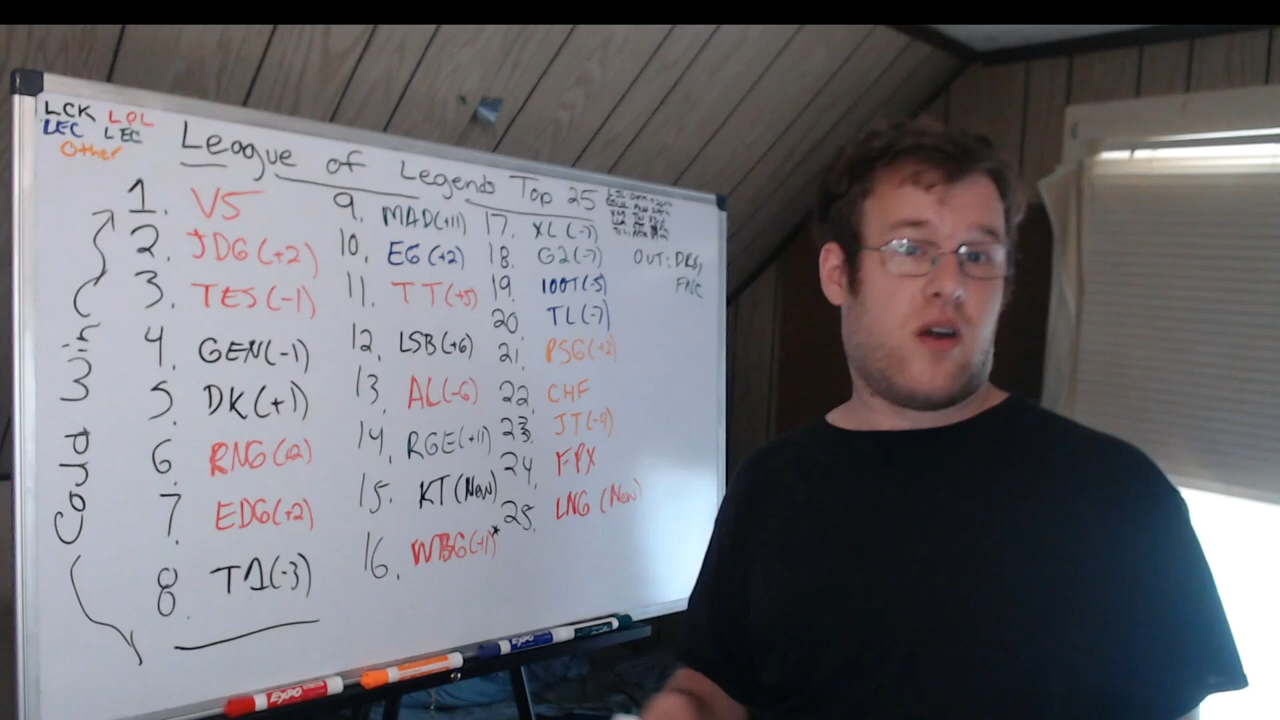 LCK LPL
LEC LEC
Other
League of Legends Top 25
OUT: DRG,
FNC
Could Win
1. V5
2. JDG (+2)
3. TES (-1)
4. GEN (-1)
5. DK (+1)
6. RNG
7. EDG (+2)
8. T1 (-3)
9. MAD (+11)
10. EG (+2)
11. TT (+5)
12. LSB (+6)
13. AL (-6)
14. RGE (+11)
15. KT (New)
16. WBG (+1)*
17. XL (-7)
18. G2 (-7)
19. 100T (-5)
20. TL (-7)
21. PSG (+2)
22. CHF
23. JT (-4)
24. FPX
25. LNG (New)
EXPO
EXPO